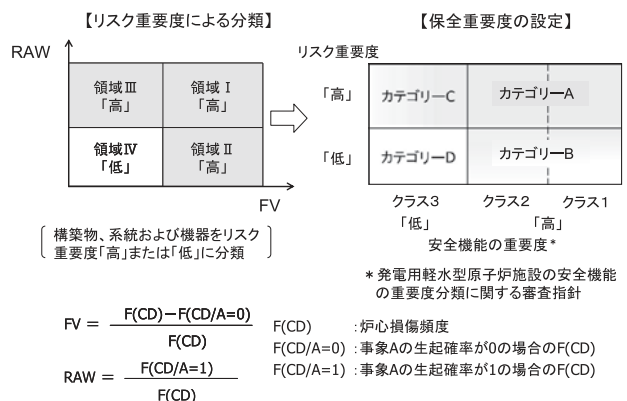 【リスク重要度による分類】
RAW
領域Ⅲ
「高」
領域Ⅰ
「高」
領域Ⅳ
「低」
領域Ⅱ
「高」
FV
構築物、系統および機器をリスク
重要度「高」または「低」に分類
【保全重要度の設定】
リスク重要度
「高」
カテゴリーC
カテゴリーA
「低」
カテゴリーD
カテゴリーB
クラス3
クラス2
クラス1
「低」
「高」
安全機能の重要度*
*発電用軽水型原子炉施設の安全機能
の重要度分類に関する審査指針
FV = F(CD)-F(CD/A=0)
F(CD)
RAW = F(CD/A=1)
F(CD)
F(CD) :炉心損傷頻度
F(CD/A=0) :事象Aの生起確率が0の場合のF(CD)
F(CD/A=1) :事象Aの生起確率が1の場合のF(CD)